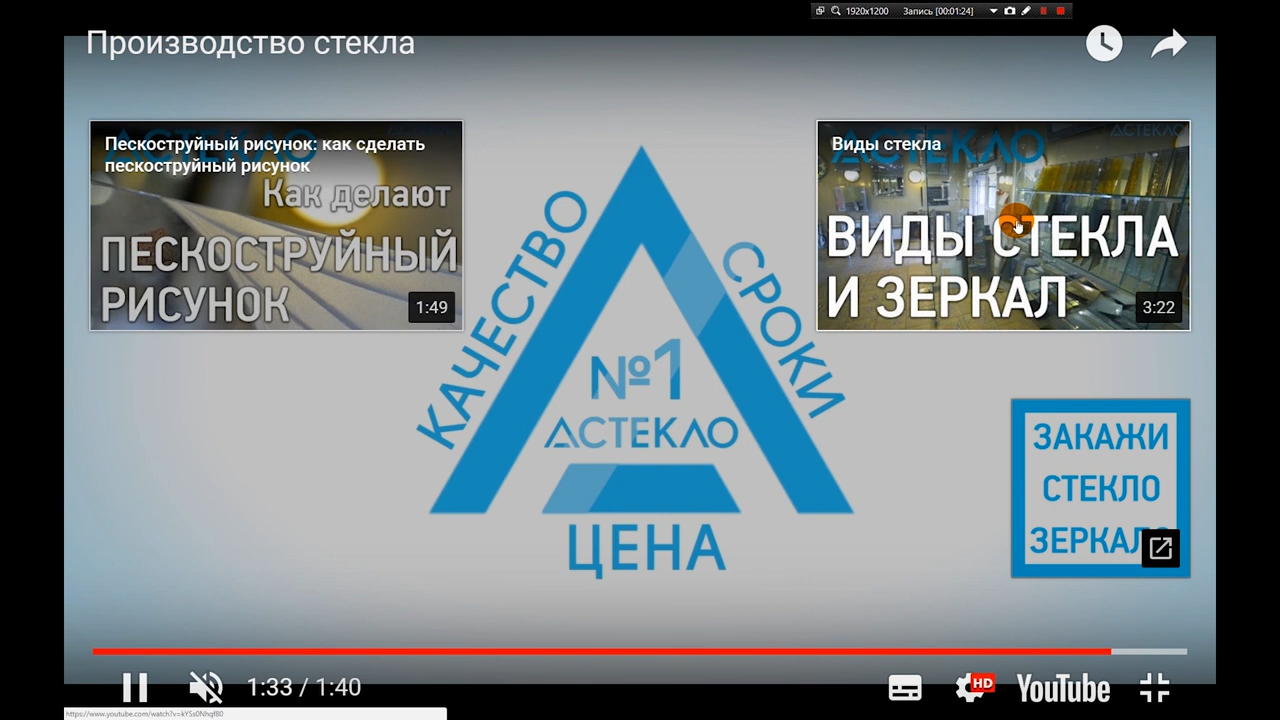 1920x1200 Запись [00:01:24]
Производство стекла
Пескоструйный рисунок: как сделать
пескоструйный рисунок
Как делают
ПЕСКОСТРУЙНЫЙ
РИСУНОК
1:49
АСТЕКЛО
Виды стекла
ВИДЫ СТЕКЛА
И ЗЕРКАЛ
3:22
КАЧЕСТВО
СРОКИ
№1
АСТЕКЛО
ЦЕНА
ЗАКАЖИ
СТЕКЛО
ЗЕРКАЛО
1:33 / 1:40
HD
YouTube